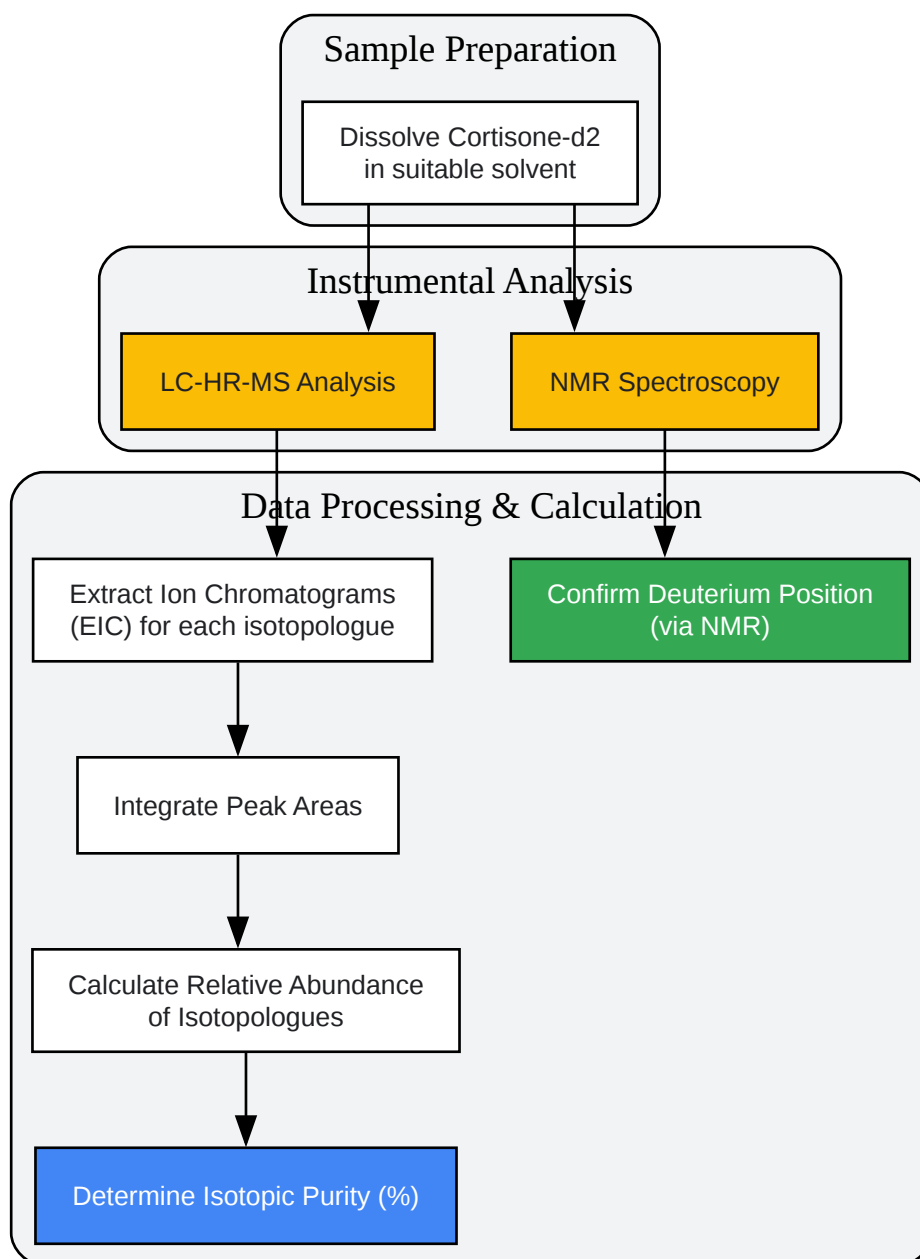 Sample Preparation
Dissolve Cortisone-d2
in suitable solvent
Instrumental Analysis
LC-HR-MS Analysis
NMR Spectroscopy
Data Processing & Calculation
Extract Ion Chromatograms
(EIC) for each isotopologue
Confirm Deuterium Position
(via NMR)
Integrate Peak Areas
Calculate Relative Abundance
of Isotopologues
Determine Isotopic Purity (%)